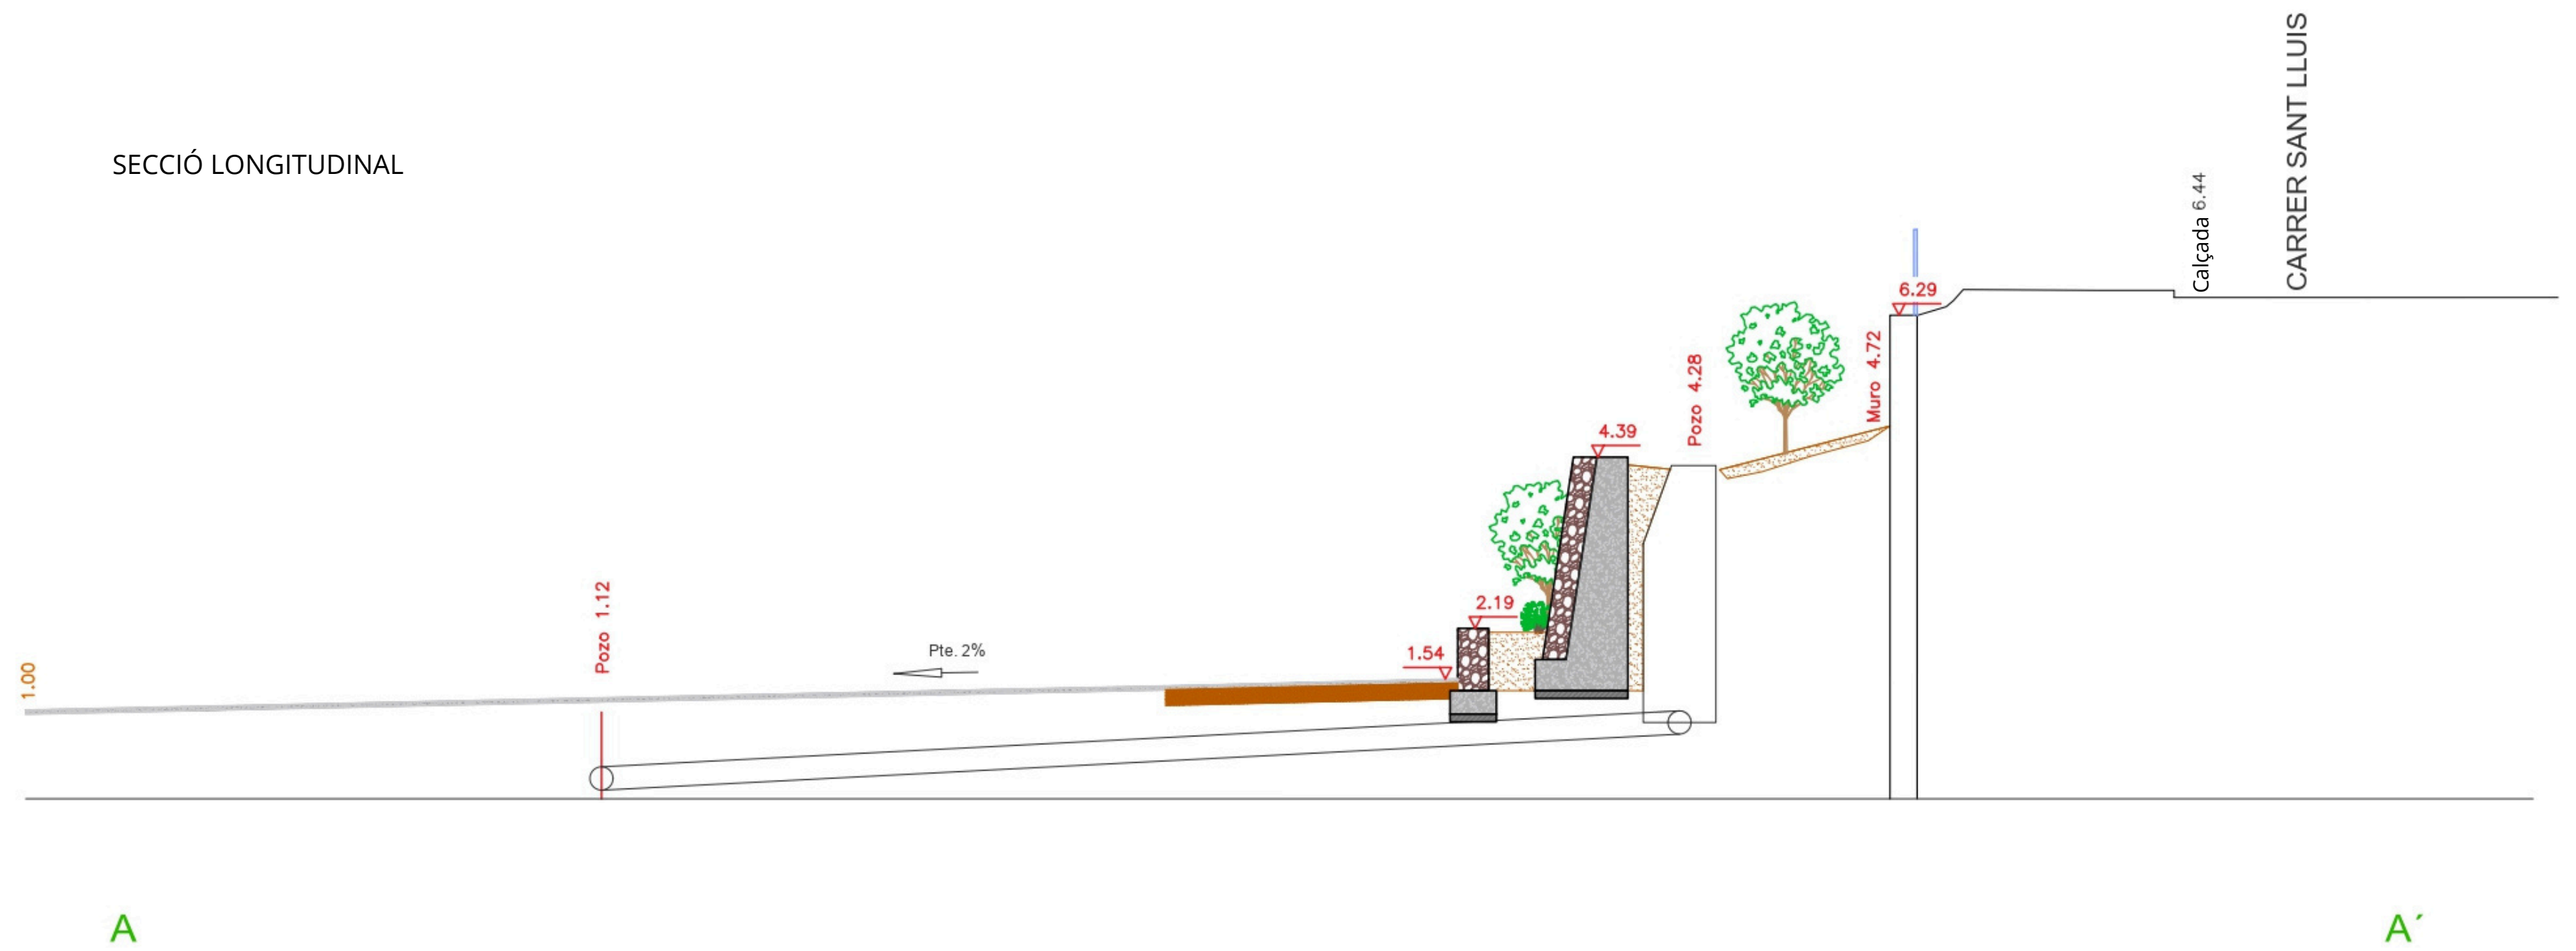 CARRER SANT LLUIS
SECCIÓ LONGITUDINAL
Calçada 6.44
6.29
Muro 4.72
Pozo 4.28
4.39
Pozo 1.12
2.19
Pte. 2%
1.54
1.00
A
A´